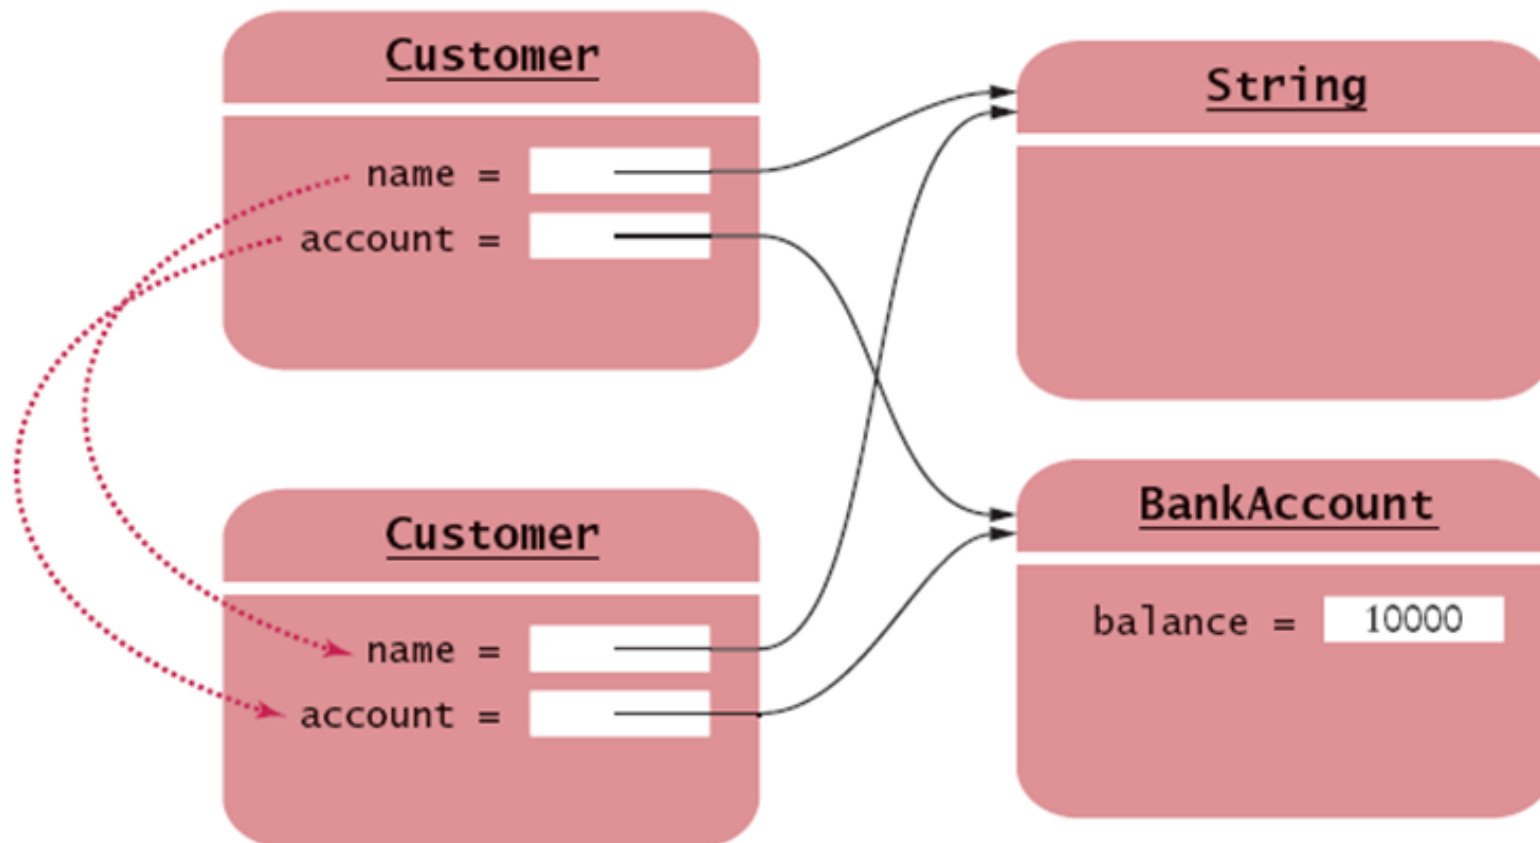 Customer
name =
account =
String
Customer
name =
account =
BankAccount
balance = 10000